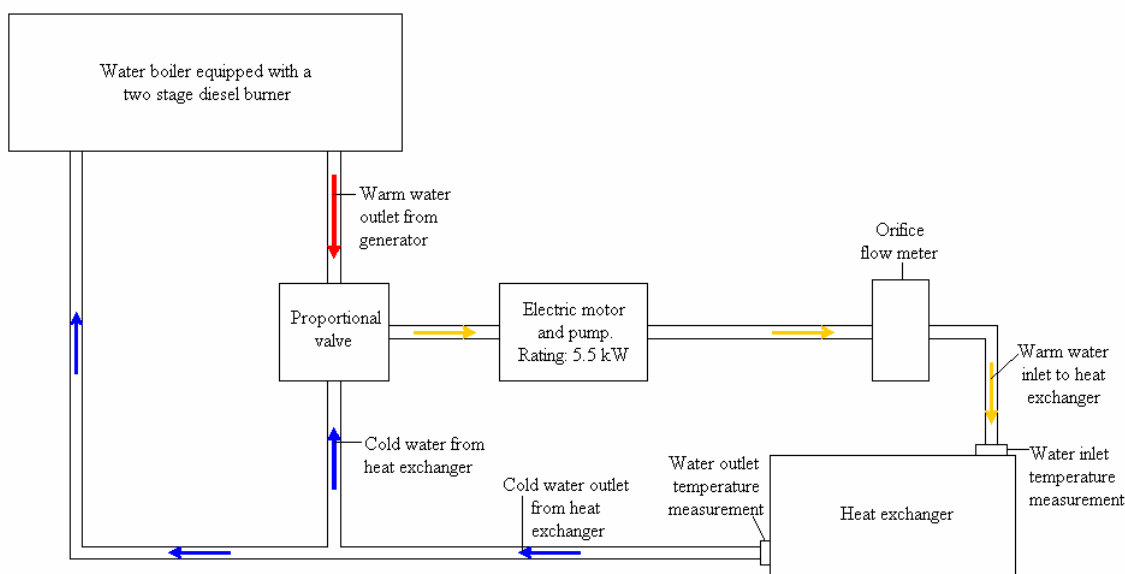 Water boiler equipped with a
two stage diesel burner
Warm water
outlet from
generator
Orifice
flow meter
Proportional
valve
Electric motor
and pump.
Rating: 5.5 kW
Warm water
inlet to heat
exchanger
Cold water from
heat exchanger
Cold water outlet
from heat
exchanger
Water outlet
temperature
measurement
Water inlet
temperature
measurement
Heat exchanger